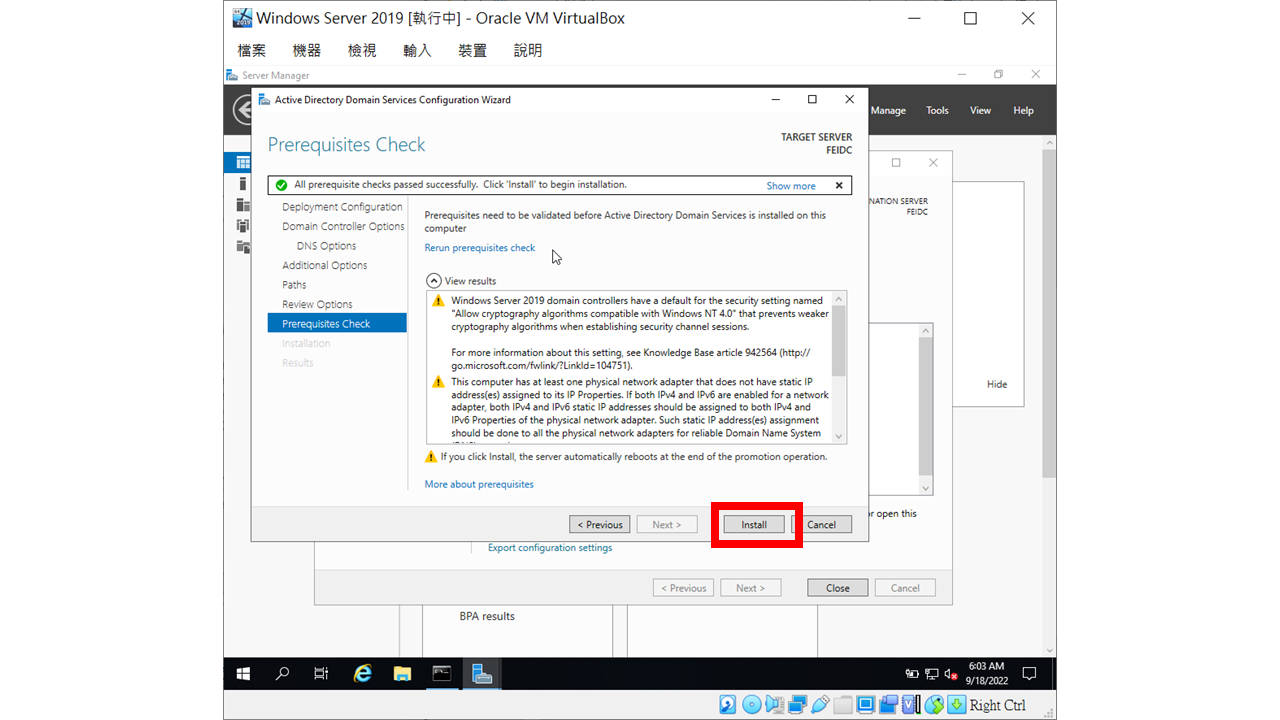 Windows Server 2019 [執行中] - Oracle VM VirtualBox
檔案 機器 檢視 輸入 裝置 說明
Server Manager
Manage Tools View Help
Active Directory Domain Services Configuration Wizard
Prerequisites Check
TARGET SERVER
FEIDC
All prerequisite checks passed successfully. Click 'Install' to begin installation.
Show more
Deployment Configuration
Domain Controller Options
DNS Options
Additional Options
Paths
Review Options
Prerequisites Check
Installation
Results
Prerequisites need to be validated before Active Directory Domain Services is installed on this
computer
Rerun prerequisites check
View results
Windows Server 2019 domain controllers have a default for the security setting named
"Allow cryptography algorithms compatible with Windows NT 4.0" that prevents weaker
cryptography algorithms when establishing security channel sessions.
For more information about this setting, see Knowledge Base article 942564 (http://
go.microsoft.com/fwlink/?LinkId=104751).
This computer has at least one physical network adapter that does not have static IP
address(es) assigned to its IP Properties. If both IPv4 and IPv6 are enabled for a network
adapter, both IPv4 and IPv6 static IP addresses should be assigned to both IPv4 and
IPv6 Properties of the physical network adapter. Such static IP address(es) assignment
should be done to all the physical network adapters for reliable Domain Name System
If you click Install, the server automatically reboots at the end of the promotion operation.
More about prerequisites
< Previous
Next >
Install
Cancel
NATION SERVER
FEIDC
Hide
or open this
Export configuration settings
< Previous
Next >
Close
Cancel
BPA results
6:03 AM
9/18/2022
Right Ctrl